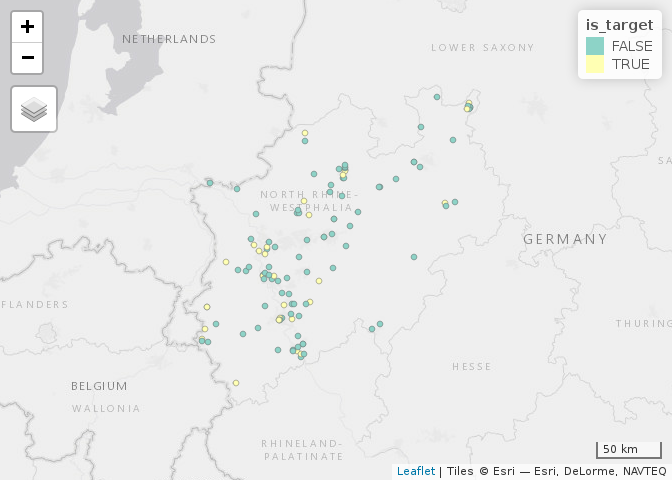 +
−
NETHERLANDS
LOWER SAXONY
is_target
FALSE
TRUE
SA
NORTH RHINE-
WESTPHALIA
GERMANY
FLANDERS
THURING
HESSE
BELGIUM
WALLONIA
RHINELAND-
PALATINATE
50 km
Leaflet | Tiles © Esri — Esri, DeLorme, NAVTEQ